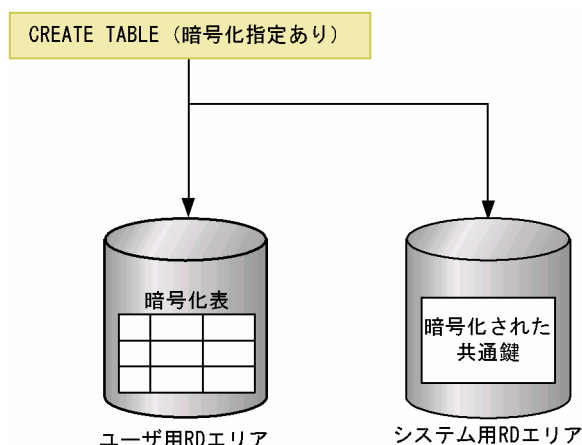 CREATE TABLE（暗号化指定あり）
暗号化表
暗号化された
共通鍵
ユーザ用RDエリア
システム用RDエリア